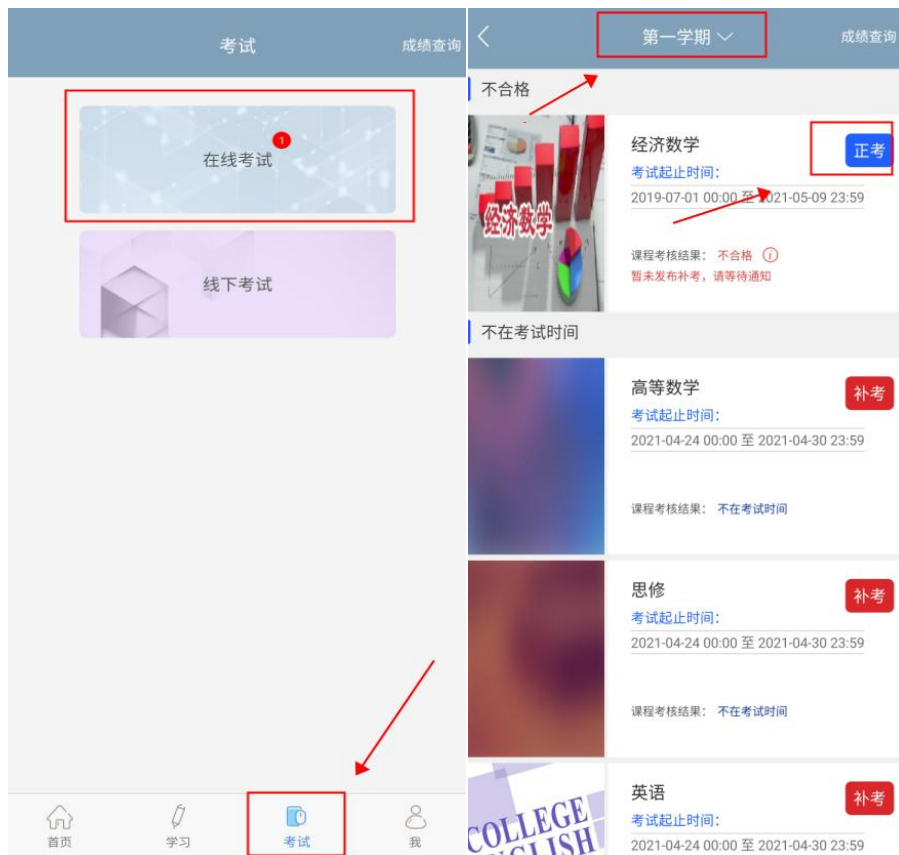 考试
成绩查询
在线考试
1
线下考试
首页
学习
考试
我
第一学期
成绩查询
不合格
经济数学
经济数学
正考
考试起止时间：
2019-07-01 00:00 至 2021-05-09 23:59
课程考核结果： 不合格 i
暂未发布补考，请等待通知
不在考试时间
高等数学
补考
考试起止时间：
2021-04-24 00:00 至 2021-04-30 23:59
课程考核结果： 不在考试时间
思修
补考
考试起止时间：
2021-04-24 00:00 至 2021-04-30 23:59
课程考核结果： 不在考试时间
COLLEGE
ENGLISH
英语
补考
考试起止时间：
2021-04-24 00:00 至 2021-04-30 23:59